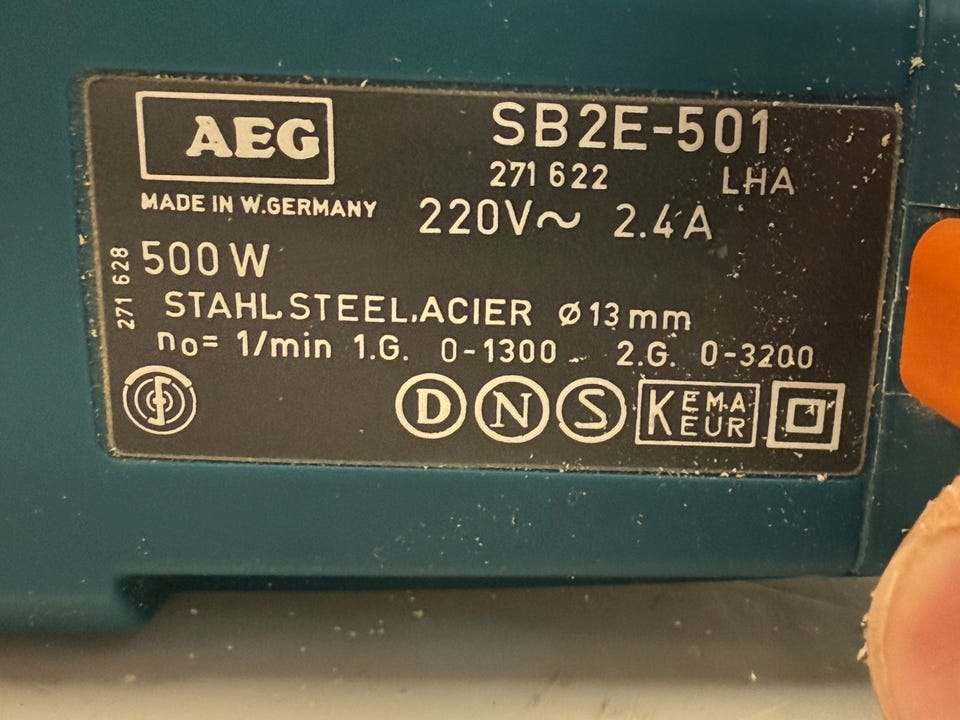 AEG
SB2E-501
271 622 LHA
MADE IN W.GERMANY
220V~ 2.4A
271 628
500 W
STAHL.STEEL.ACIER ø 13 mm
no= 1/min 1.G. 0-1300 2.G. 0-3200
D N S KEMA EUR